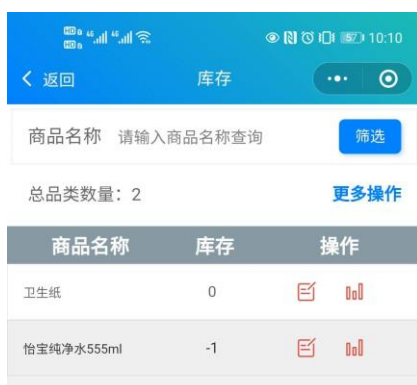 10:10
返回 库存
商品名称 请输入商品名称查询 筛选
总品类数量：2 更多操作
商品名称 库存 操作
卫生纸 0
怡宝纯净水555ml -1